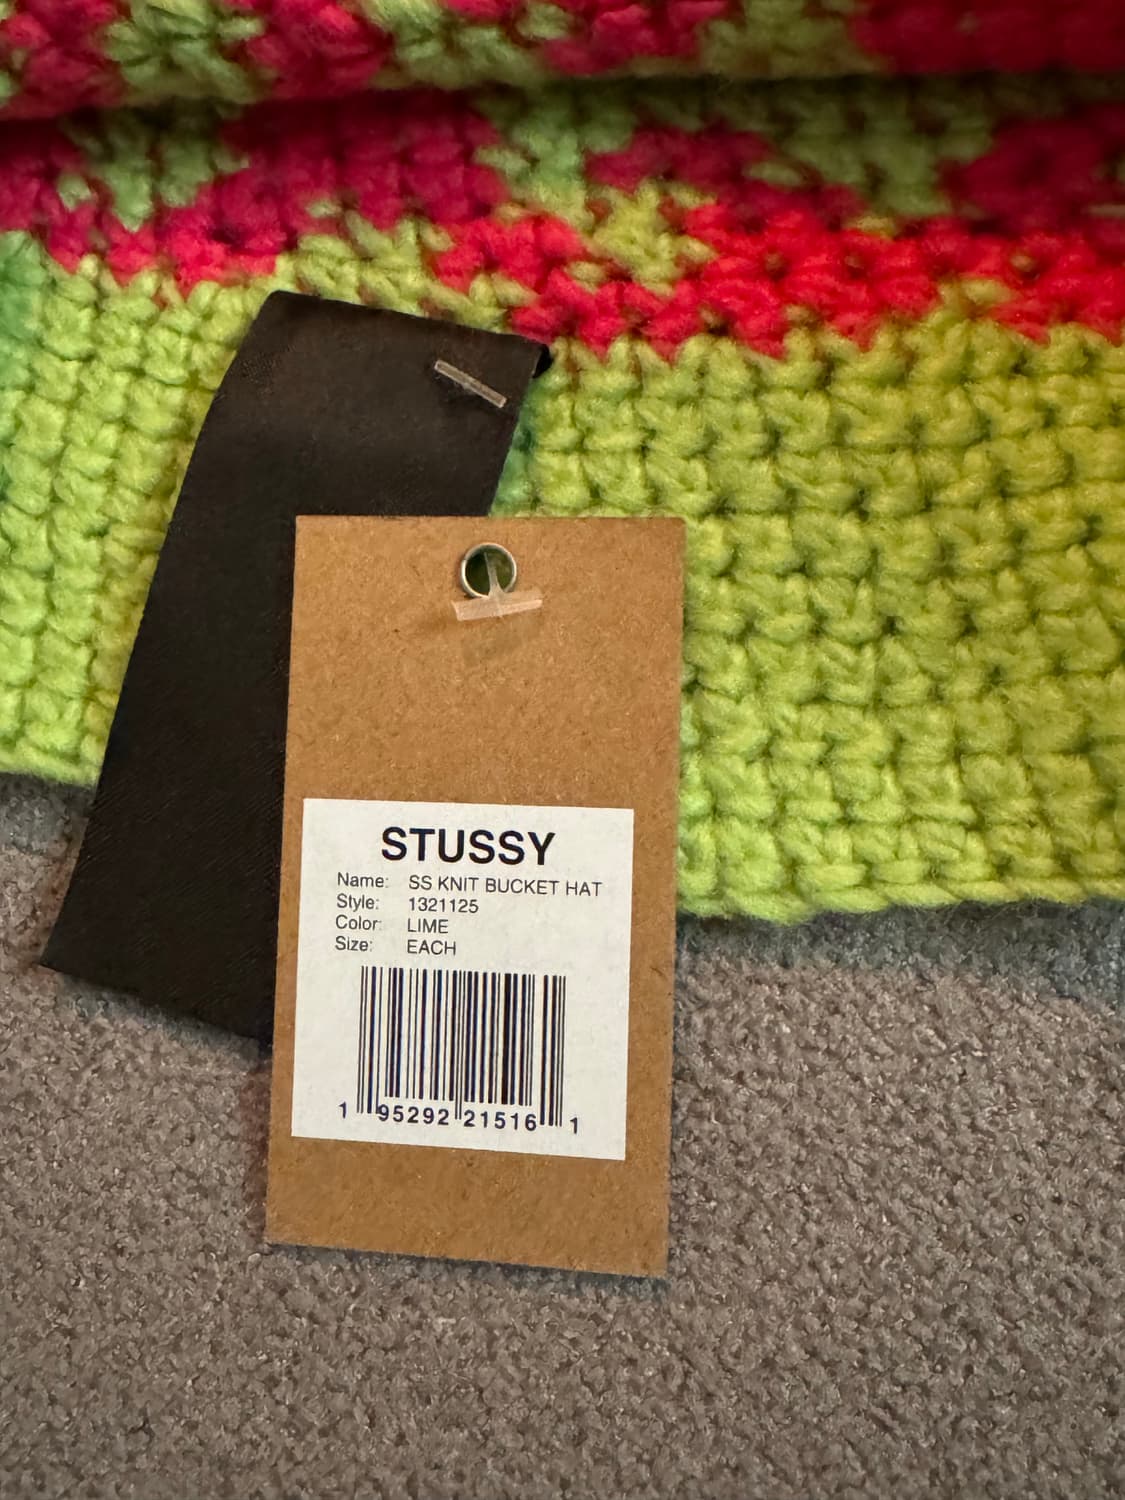 STUSSY
Name: SS KNIT BUCKET HAT
Style: 1321125
Color: LIME
Size: EACH
1 95292 21516 1